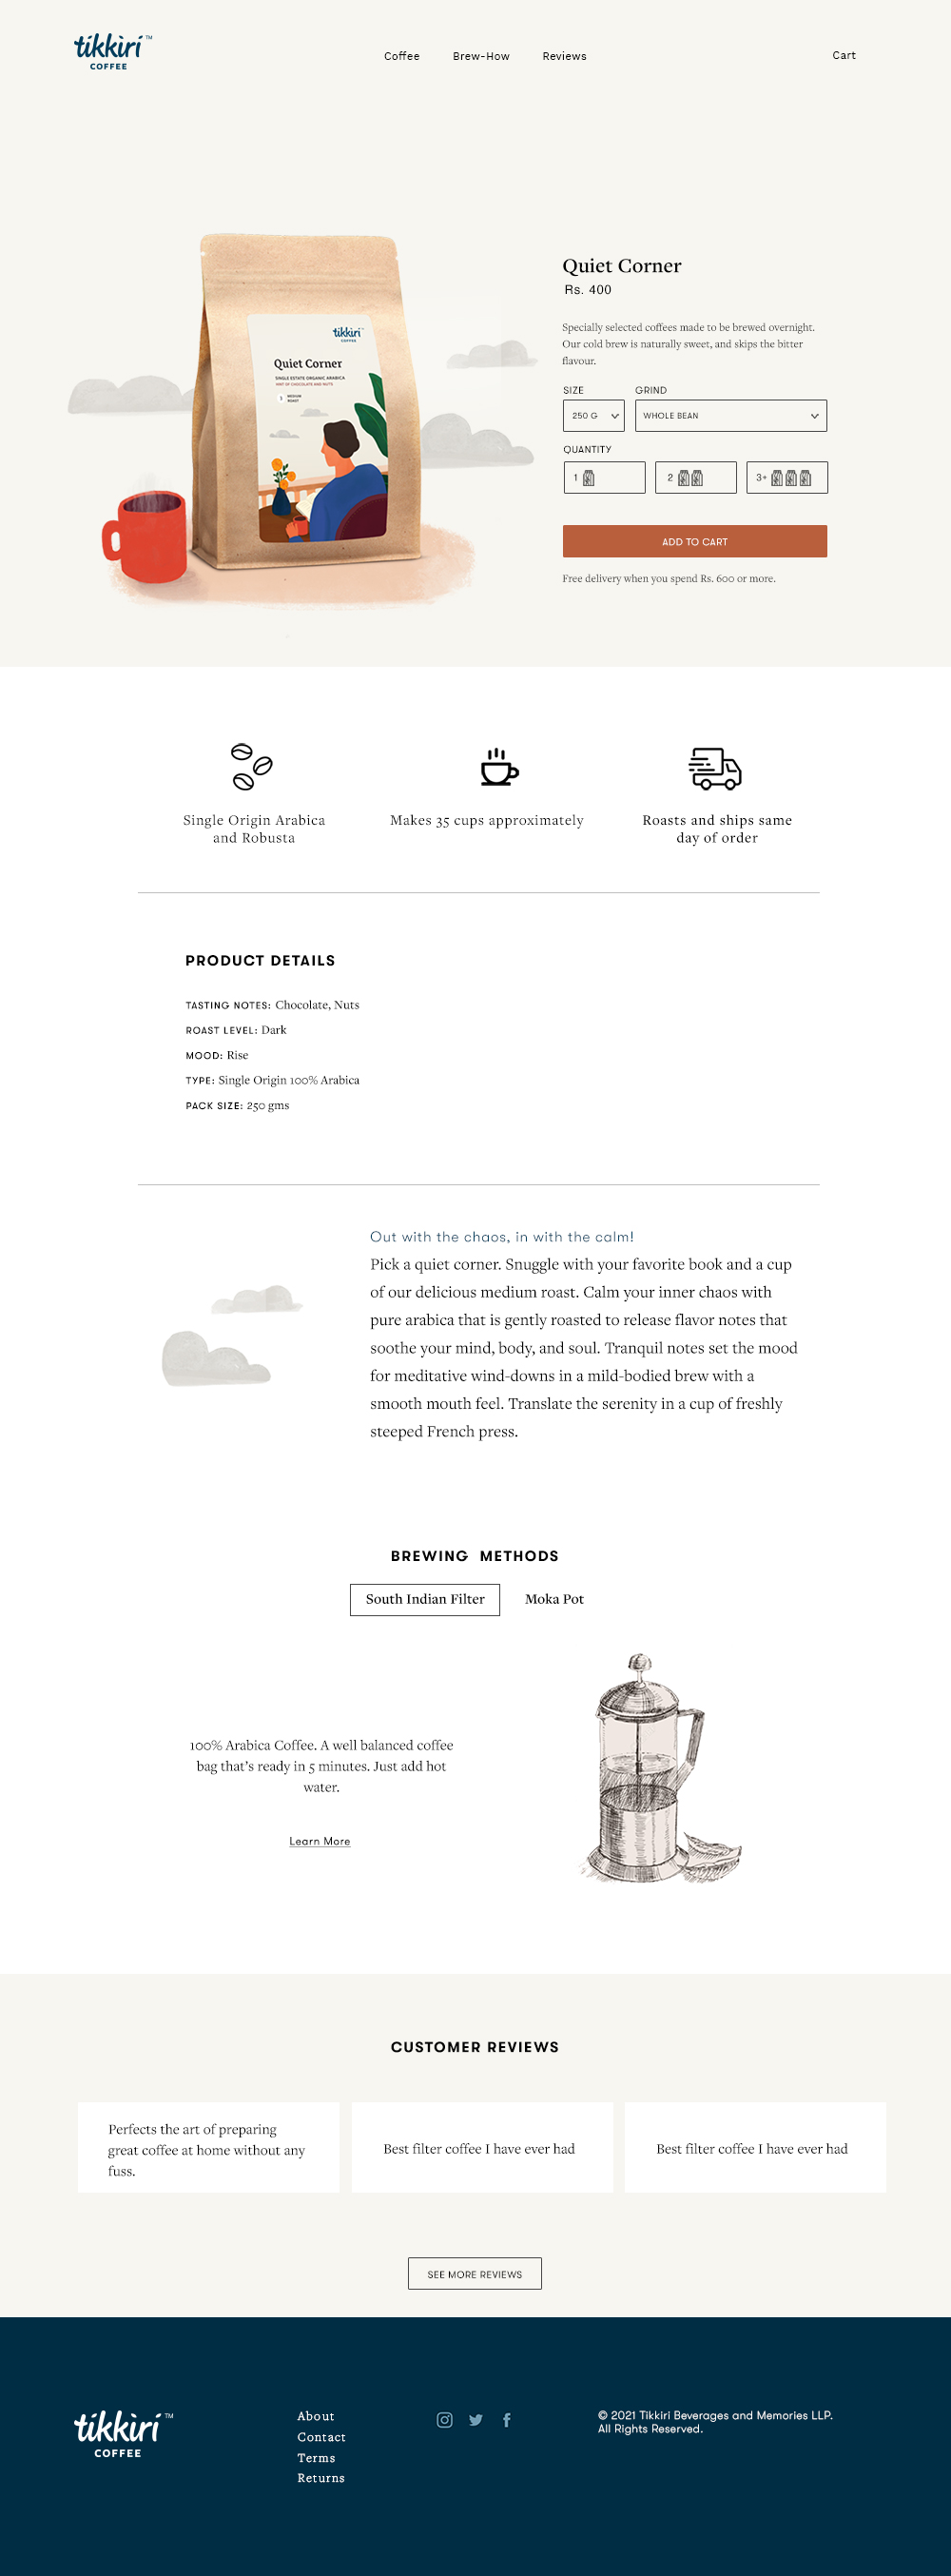 tikkiri™
COFFEE
Coffee
Brew-How
Reviews
Cart
tikkiri
COFFEE
Quiet Corner
SINGLE ESTATE ORGANIC ARABICA
HINT OF CHOCOLATE AND NUTS
3
MEDIUM
ROAST
Quiet Corner
Rs. 400
Specially selected coffees made to be brewed overnight.
Our cold brew is naturally sweet, and skips the bitter
flavour.
SIZE
GRIND
250 G
WHOLE BEAN
QUANTITY
1
2
3+
ADD TO CART
Free delivery when you spend Rs. 600 or more.
Single Origin Arabica
and Robusta
Makes 35 cups approximately
Roasts and ships same
day of order
PRODUCT DETAILS
TASTING NOTES: Chocolate, Nuts
ROAST LEVEL: Dark
MOOD: Rise
TYPE: Single Origin 100% Arabica
PACK SIZE: 250 gms
Out with the chaos, in with the calm!
Pick a quiet corner. Snuggle with your favorite book and a cup
of our delicious medium roast. Calm your inner chaos with
pure arabica that is gently roasted to release flavor notes that
soothe your mind, body, and soul. Tranquil notes set the mood
for meditative wind-downs in a mild-bodied brew with a
smooth mouth feel. Translate the serenity in a cup of freshly
steeped French press.
BREWING METHODS
South Indian Filter
Moka Pot
100% Arabica Coffee. A well balanced coffee
bag that's ready in 5 minutes. Just add hot
water.
Learn More
CUSTOMER REVIEWS
Perfects the art of preparing
great coffee at home without any
fuss.
Best filter coffee I have ever had
Best filter coffee I have ever had
SEE MORE REVIEWS
tikkiri™
COFFEE
About
Contact
Terms
Returns
© 2021 Tikkiri Beverages and Memories LLP.
All Rights Reserved.